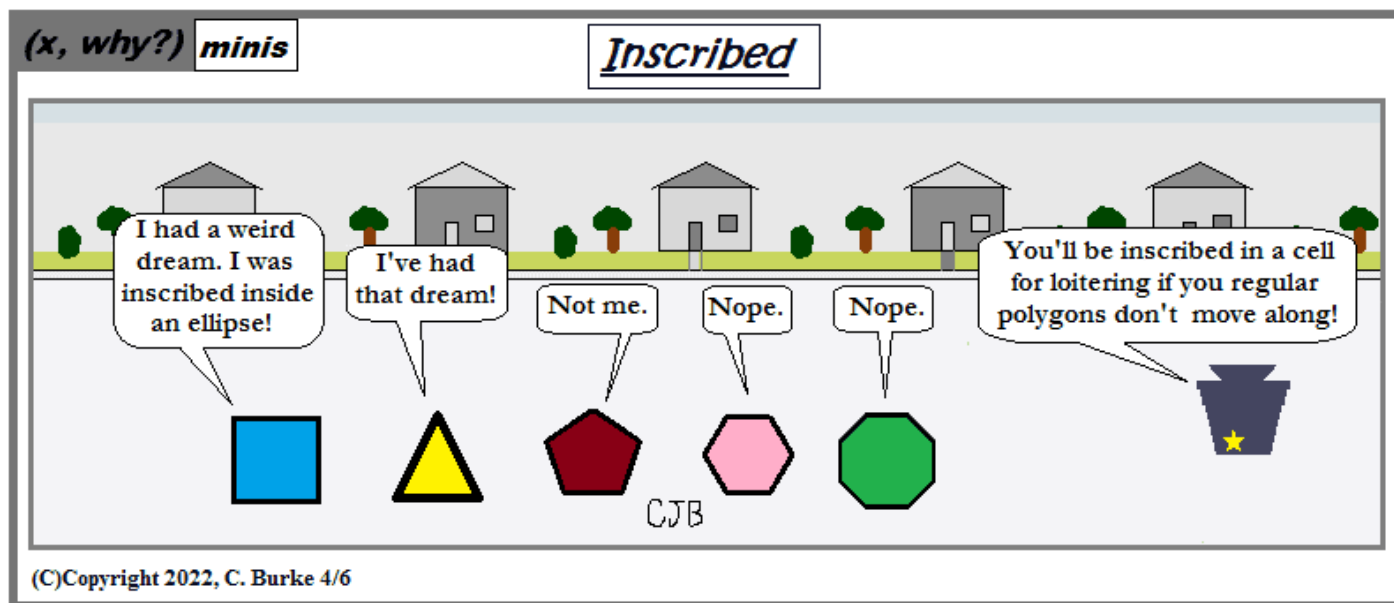 (x, why?) minis
Inscribed
I had a weird
dream. I was
inscribed inside
an ellipse!
I've had
that dream!
Not me.
Nope.
Nope.
You'll be inscribed in a cell
for loitering if you regular
polygons don't move along!
CJB
(C)Copyright 2022, C. Burke 4/6